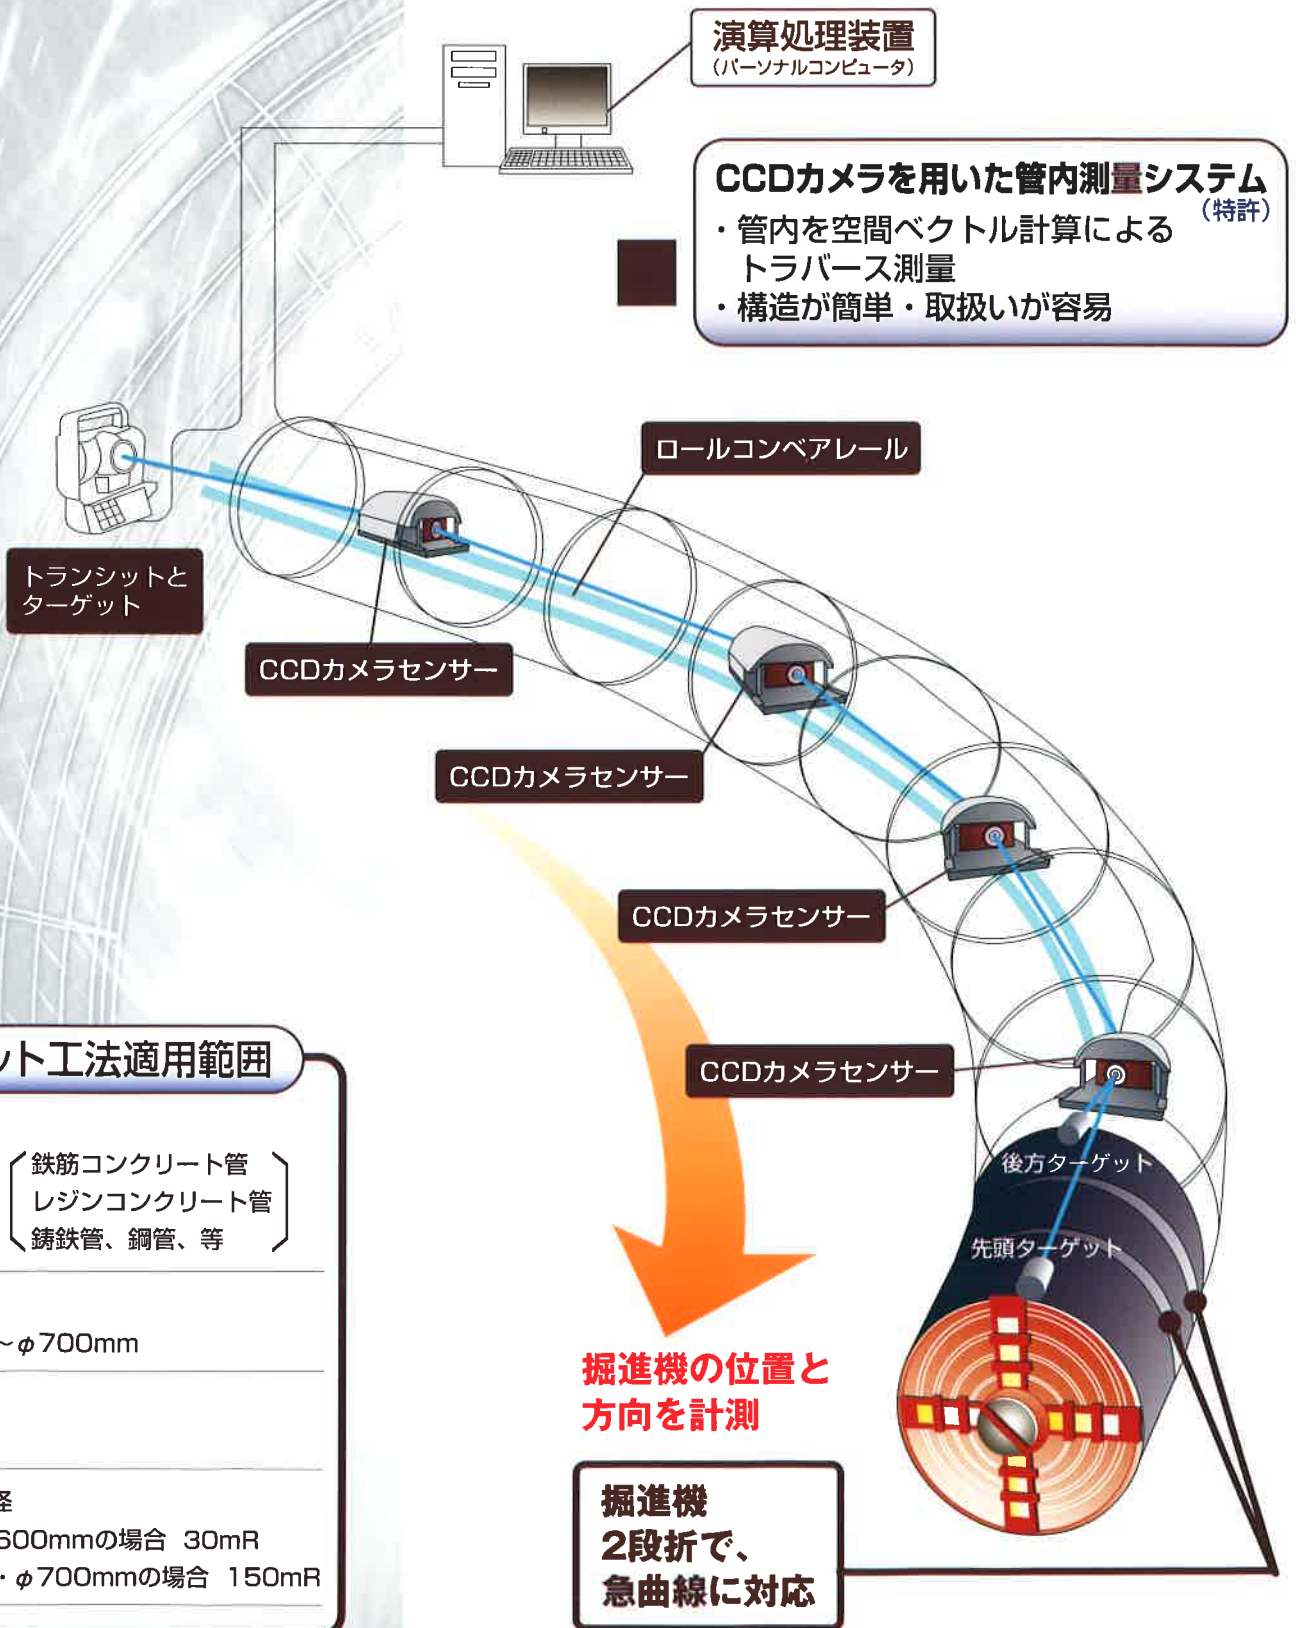 演算処理装置
(パーソナルコンピュータ)
CCDカメラを用いた管内測量システム
(特許)
・管内を空間ベクトル計算による
トラバース測量
・構造が簡単・取扱いが容易
ロールコンベアレール
トランシットと
ターゲット
CCDカメラセンサー
CCDカメラセンサー
CCDカメラセンサー
CCDカメラセンサー
後方ターゲット
先頭ターゲット
掘進機の位置と
方向を計測
掘進機
2段折で、
急曲線に対応
ット工法適用範囲
鉄筋コンクリート管
レジンコンクリート管
鋳鉄管、鋼管、等
~φ700mm
径
600mmの場合 30mR
・φ700mmの場合 150mR